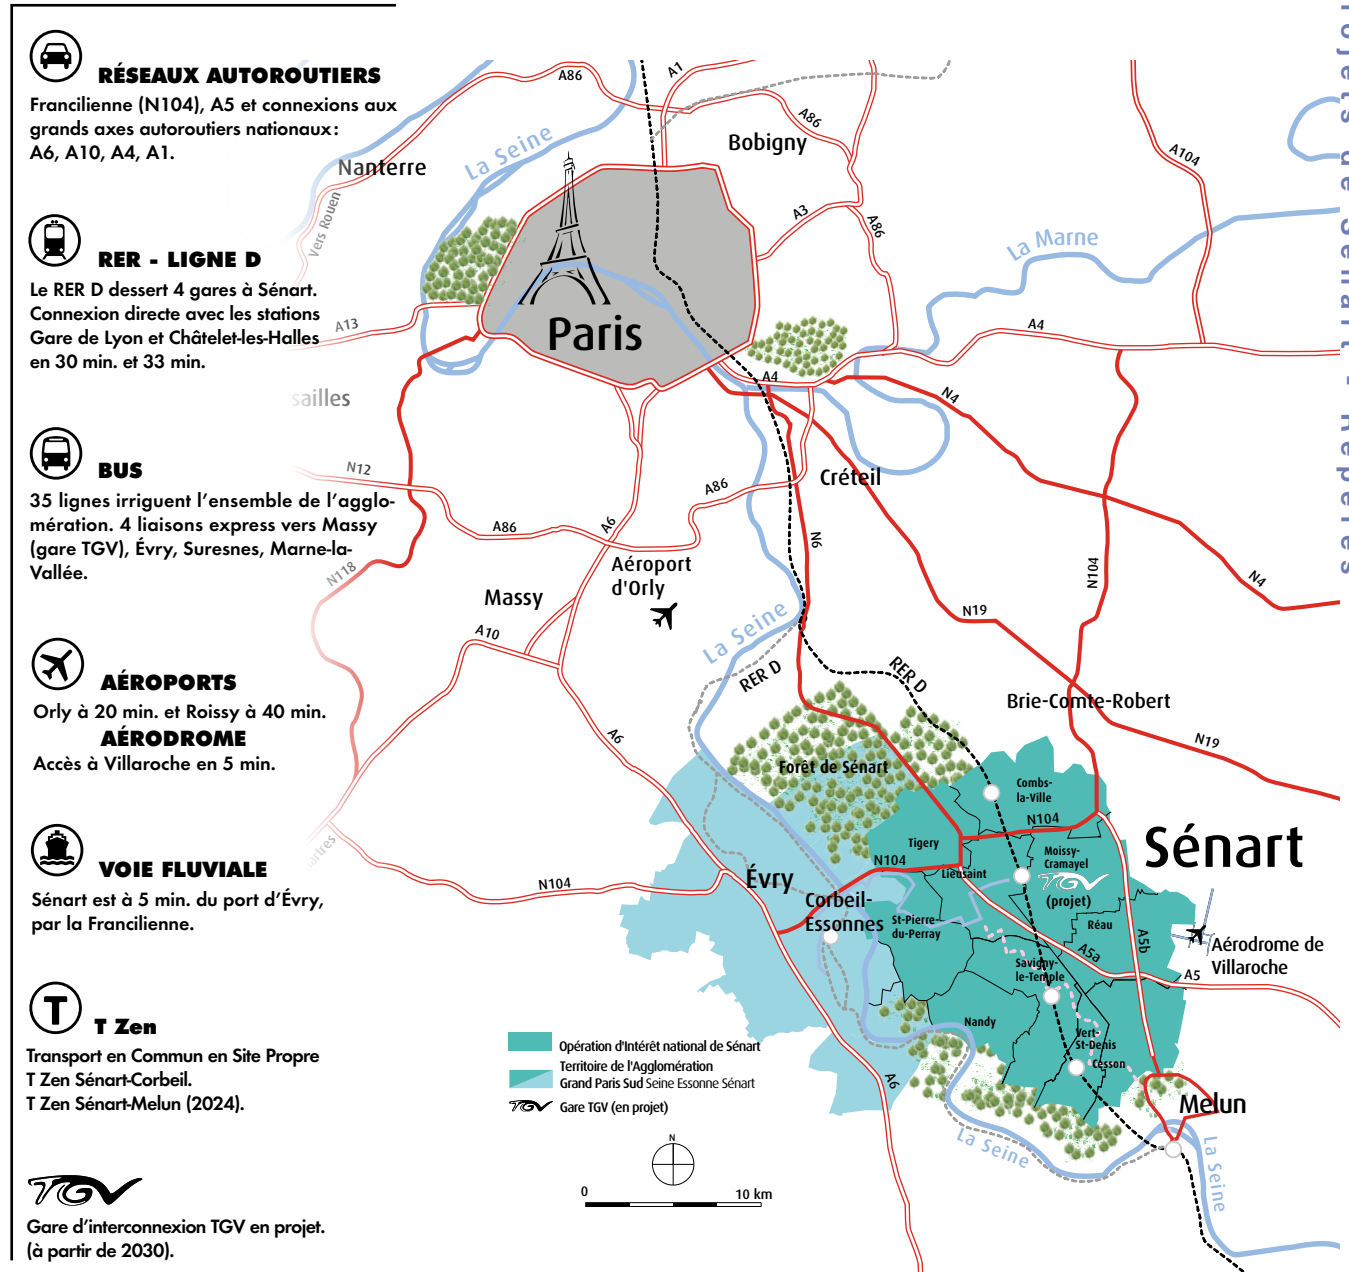 RÉSEAUX AUTOROUTIERS
Francilienne (N104), A5 et connexions aux
grands axes autoroutiers nationaux :
A6, A10, A4, A1.
RER - LIGNE D
Le RER D dessert 4 gares à Sénart.
Connexion directe avec les stations
Gare de Lyon et Châtelet-les-Halles
en 30 min. et 33 min.
BUS
35 lignes irriguent l'ensemble de l'agglo-
mération. 4 liaisons express vers Massy
(gare TGV), Évry, Suresnes, Marne-la-
Vallée.
AÉROPORTS
Orly à 20 min. et Roissy à 40 min.
AÉRODROME
Accès à Villaroche en 5 min.
VOIE FLUVIALE
Sénart est à 5 min. du port d'Évry,
par la Francilienne.
T
T Zen
Transport en Commun en Site Propre
T Zen Sénart-Corbeil.
T Zen Sénart-Melun (2024).
TGV
Gare d'interconnexion TGV en projet.
(à partir de 2030).
A86
A1
A86
Bobigny
La Seine
Nanterre
A104
Vers Rouen
A3
A86
La Marne
A13
Paris
A4
A4
N4
sailles
N12
Créteil
A86
A86
A6
N6
Aéroport
d'Orly
N118
N104
N4
Massy
La Seine
N19
A10
RER D
RER D
Brie-Comte-Robert
A6
N19
Forêt de Sénart
Combs-
la-Ville
N104
Tigery
Sénart
Moissy-
Cramayel
N104
Lieusaint
TGV
(projet)
Évry
N104
Corbeil-
Essonnes
St-Pierre-
du-Perray
Réau
A5b
Aérodrome de
Villaroche
A5a
Savigny-
le-Temple
A5
Nandy
Vert-
St-Denis
Cesson
A6
Melun
La Seine
La Seine
Opération d'Intérêt national de Sénart
Territoire de l'Agglomération
Grand Paris Sud Seine Essonne Sénart
TGV Gare TGV (en projet)
N
0 10 km
rojets de Sénart - Repères